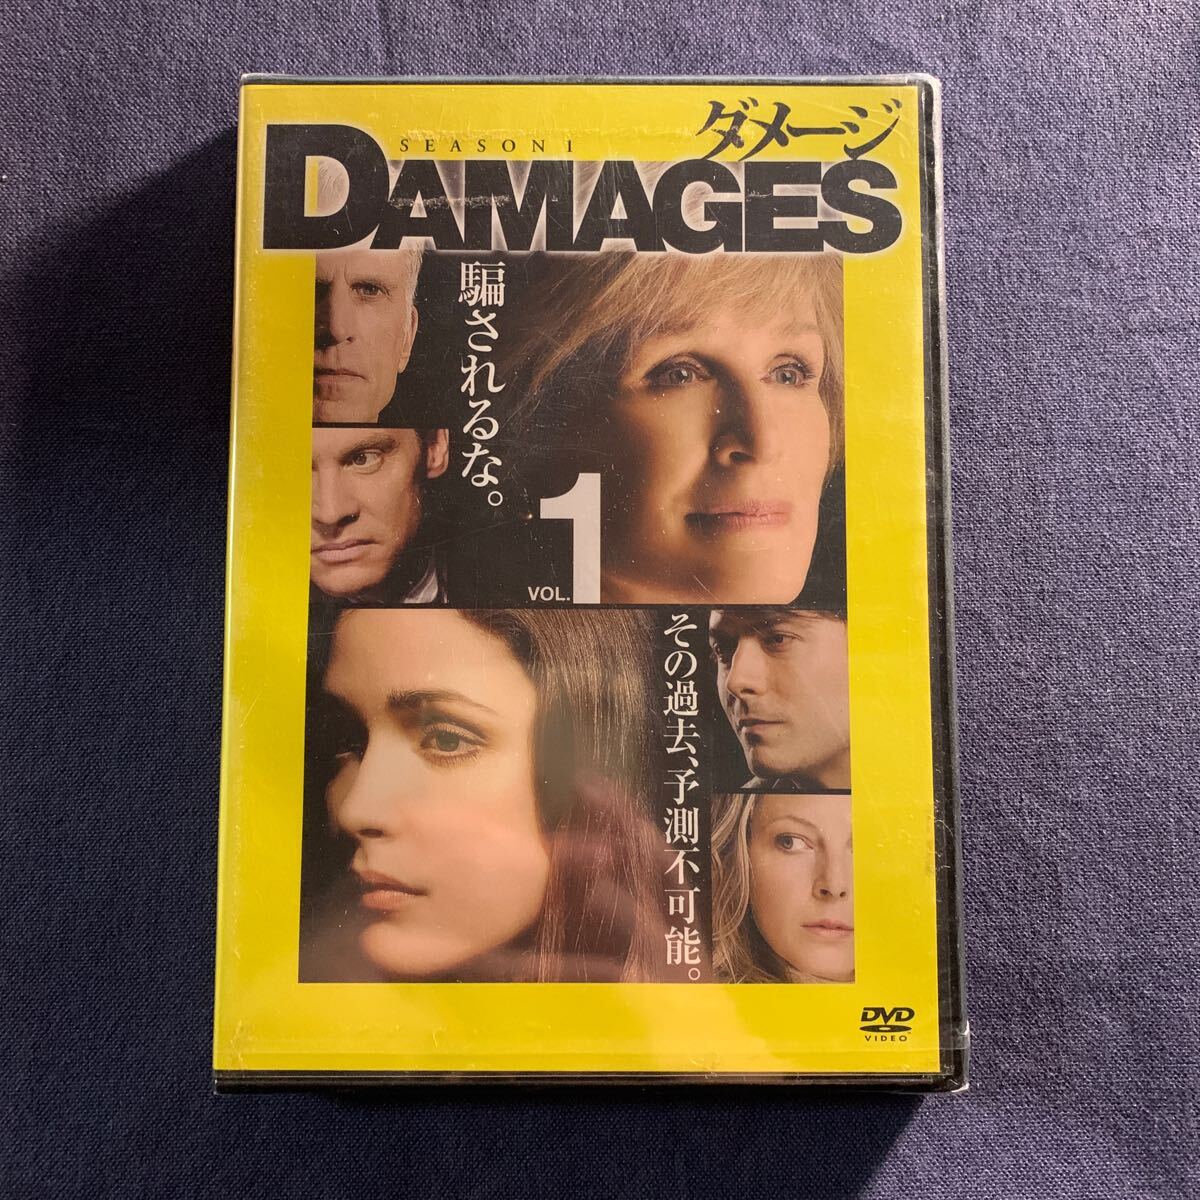 ダメージ
SEASON 1
DAMAGES
騙されるな。
VOL.1
その過去、予測不可能。
DVD
VIDEO